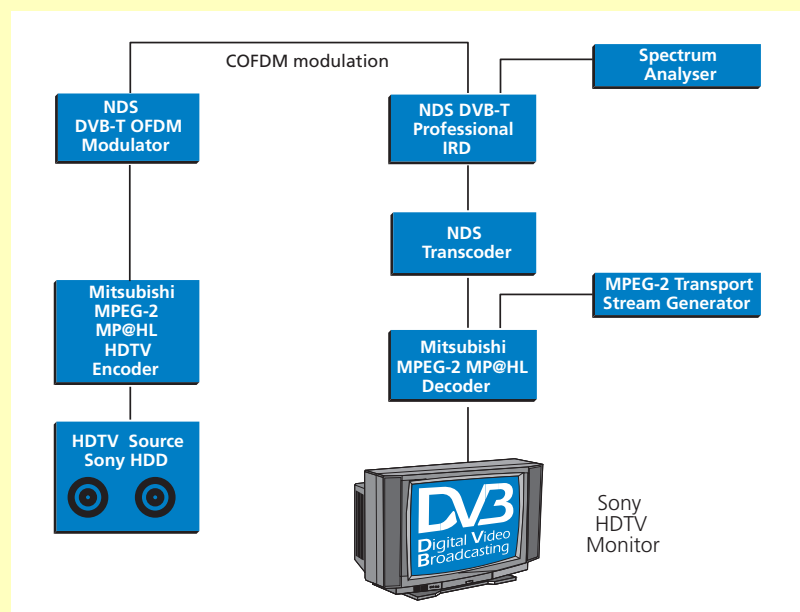 COFDM modulation
NDS
DVB-T OFDM
Modulator
Mitsubishi
MPEG-2
MP@HL
HDTV
Encoder
HDTV Source
Sony HDD
NDS DVB-T
Professional
IRD
Spectrum
Analyser
NDS
Transcoder
MPEG-2 Transport
Stream Generator
Mitsubishi
MPEG-2 MP@HL
Decoder
DVB
Digital Video
Broadcasting
Sony
HDTV
Monitor